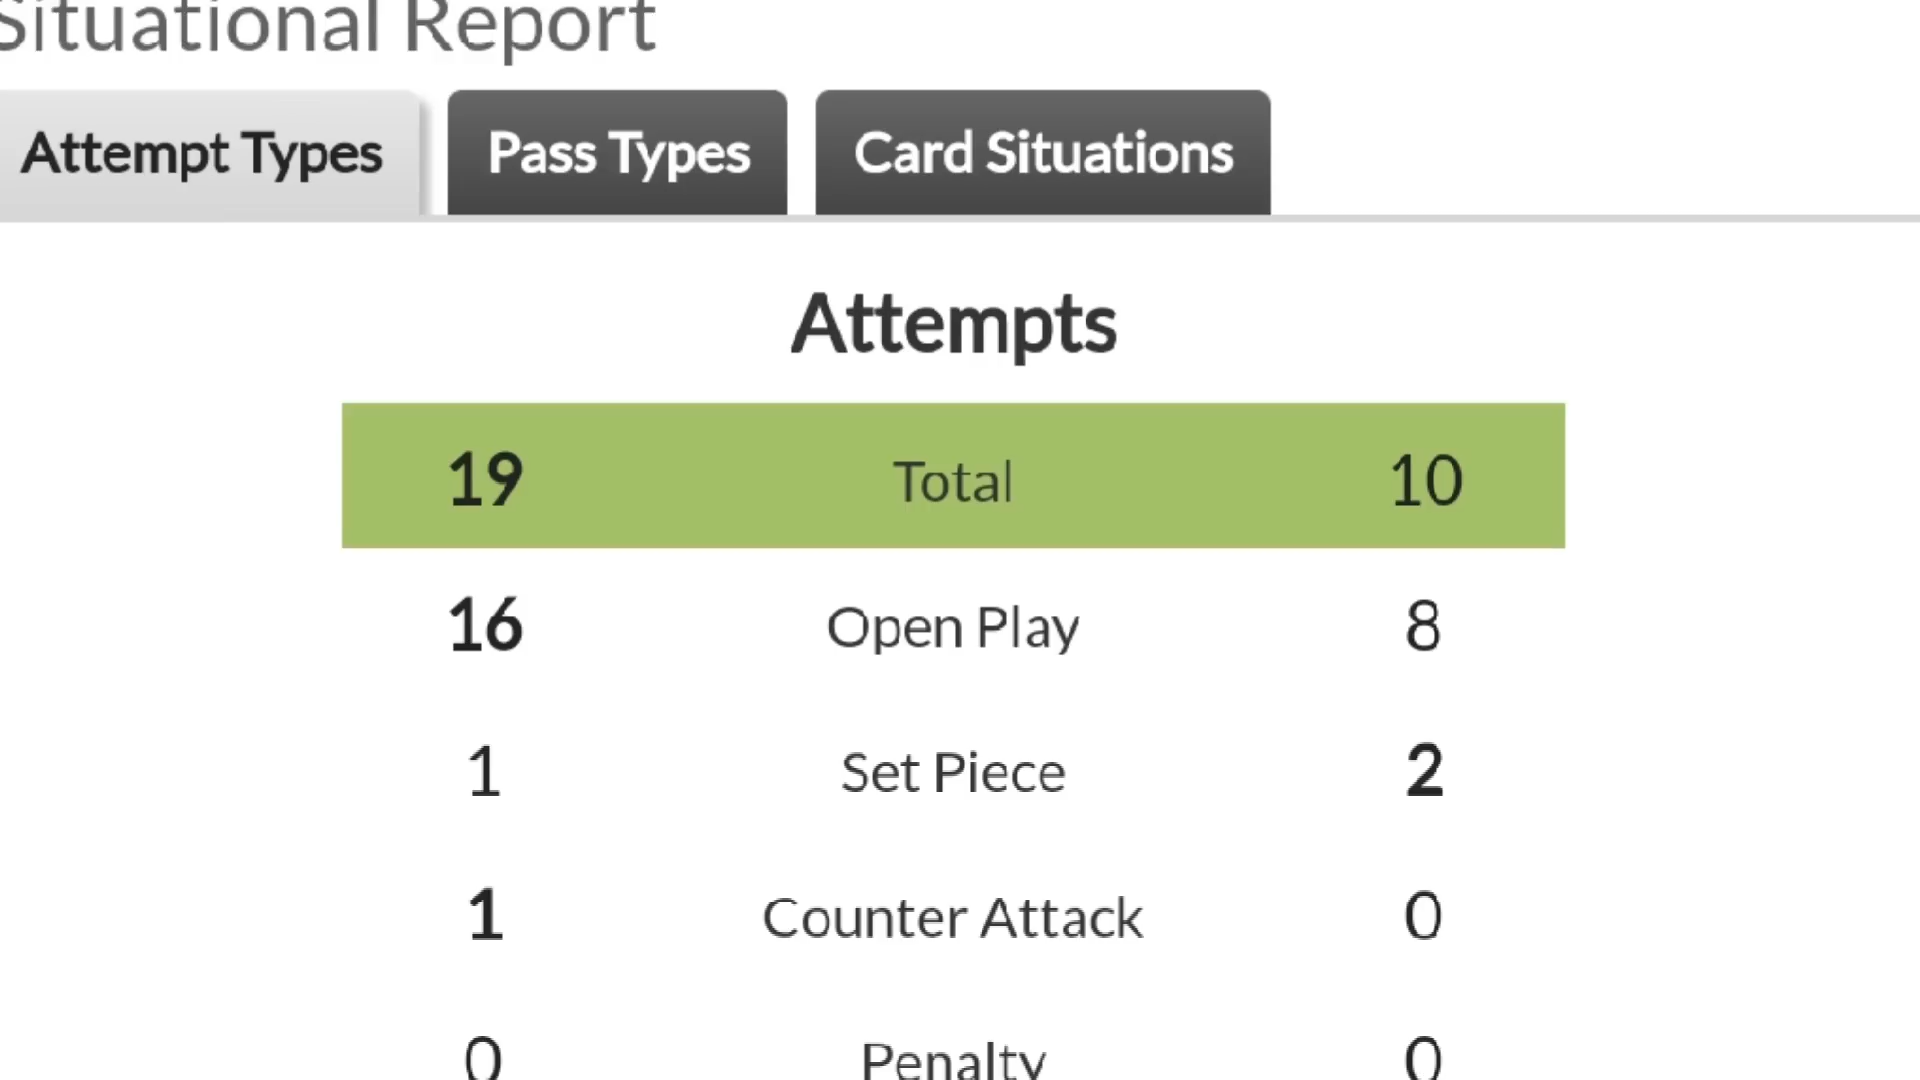 Situational Report
Attempt Types Pass Types Card Situations
Attempts
19 Total 10
16 Open Play 8
1 Set Piece 2
1 Counter Attack 0
0 Penalty 0